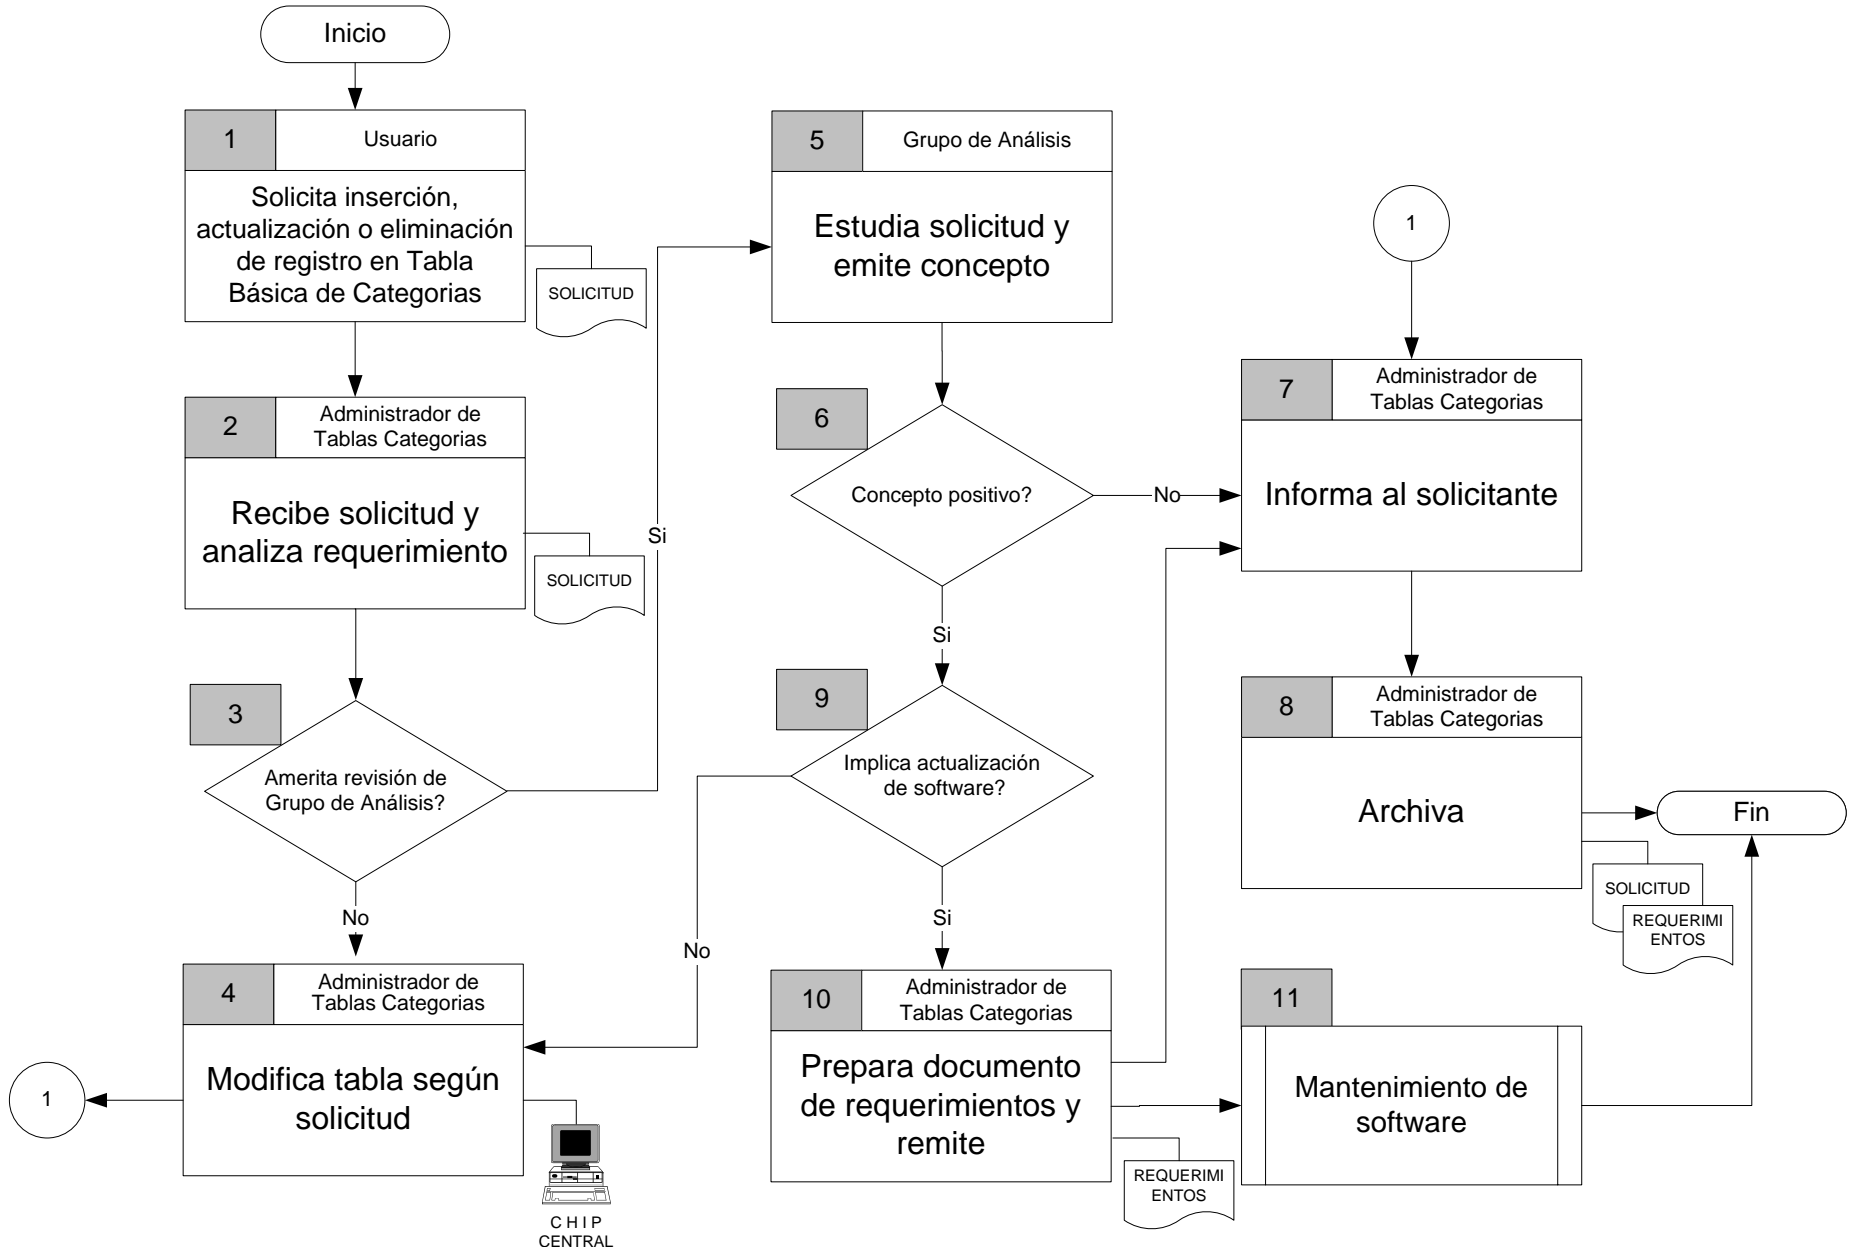 Inicio
1
Usuario
Solicita inserción,
actualización o eliminación
de registro en Tabla
Básica de Categorias
SOLICITUD
2
Administrador de
Tablas Categorias
Recibe solicitud y
analiza requerimiento
SOLICITUD
3
Amerita revisión de
Grupo de Análisis?
Si
No
4
Administrador de
Tablas Categorias
Modifica tabla según
solicitud
1
C H I P
CENTRAL
5
Grupo de Análisis
Estudia solicitud y
emite concepto
6
Concepto positivo?
No
Si
9
Implica actualización
de software?
No
Si
10
Administrador de
Tablas Categorias
Prepara documento
de requerimientos y
remite
REQUERIMI
ENTOS
1
7
Administrador de
Tablas Categorias
Informa al solicitante
8
Administrador de
Tablas Categorias
Archiva
Fin
SOLICITUD
REQUERIMI
ENTOS
11
Mantenimiento de
software